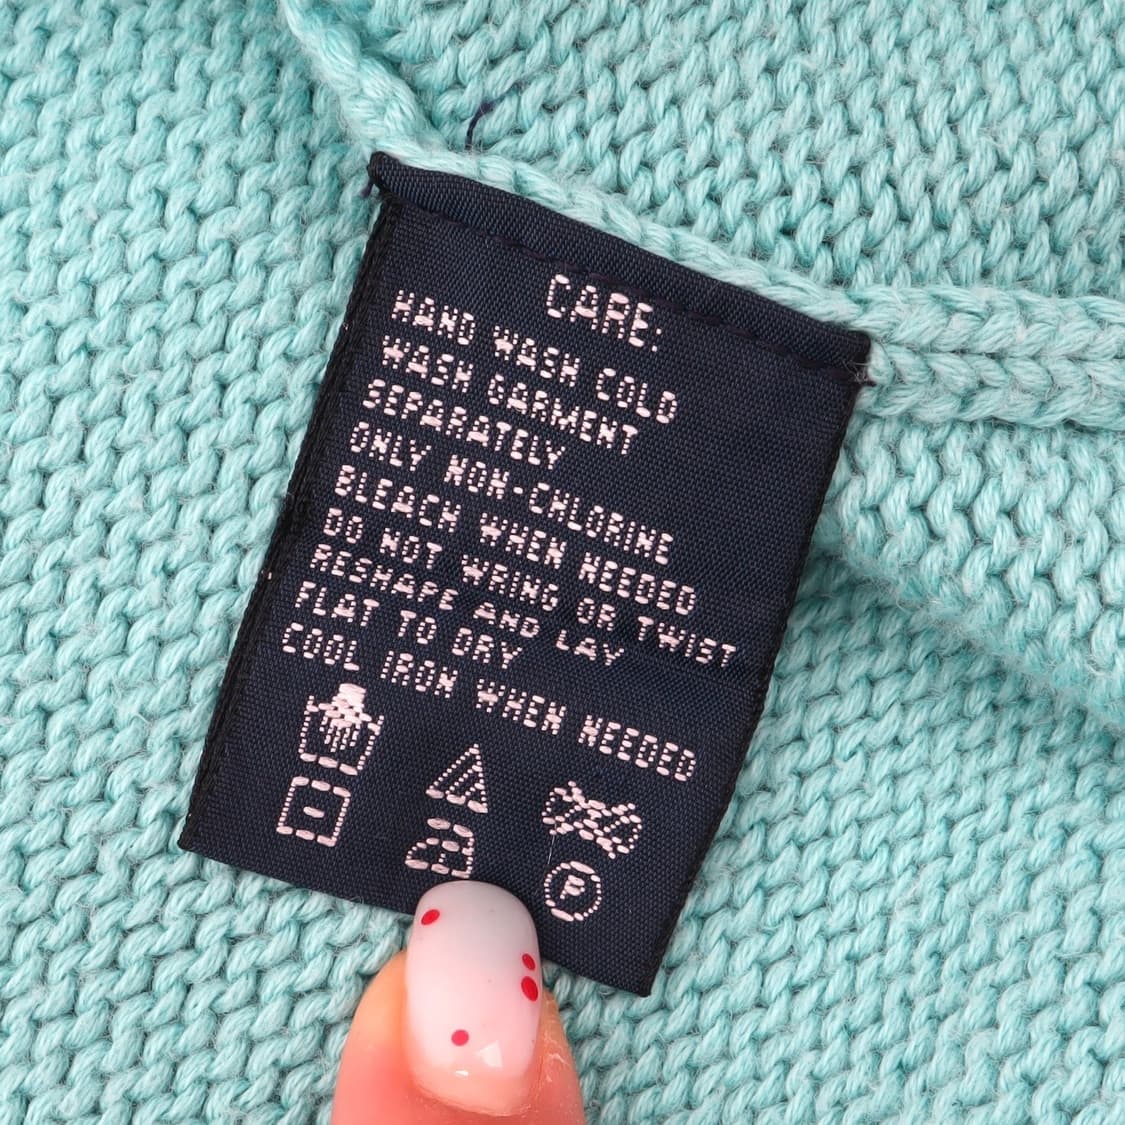 CARE:
HAND WASH COLD
WASH GARMENT
SEPARATELY
ONLY NON-CHLORINE
BLEACH WHEN NEEDED
DO NOT WRING OR TWIST
RESHAPE AND LAY
FLAT TO DRY
COOL IRON WHEN NEEDED
P